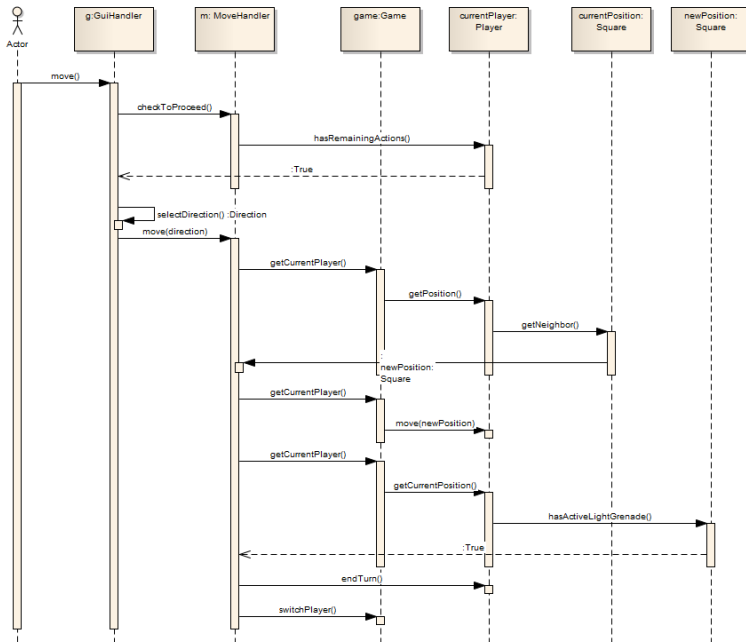 g:GuiHandler
m: MoveHandler
game:Game
currentPlayer:
Player
currentPosition:
Square
newPosition:
Square
Actor
move()
checkToProceed()
hasRemainingActions()
:True
selectDirection() :Direction
move(direction)
getCurrentPlayer()
getPosition()
getNeighbor()
:
newPosition:
Square
getCurrentPlayer()
move(newPosition)
getCurrentPlayer()
getCurrentPosition()
hasActiveLightGrenade()
:True
endTurn()
switchPlayer()